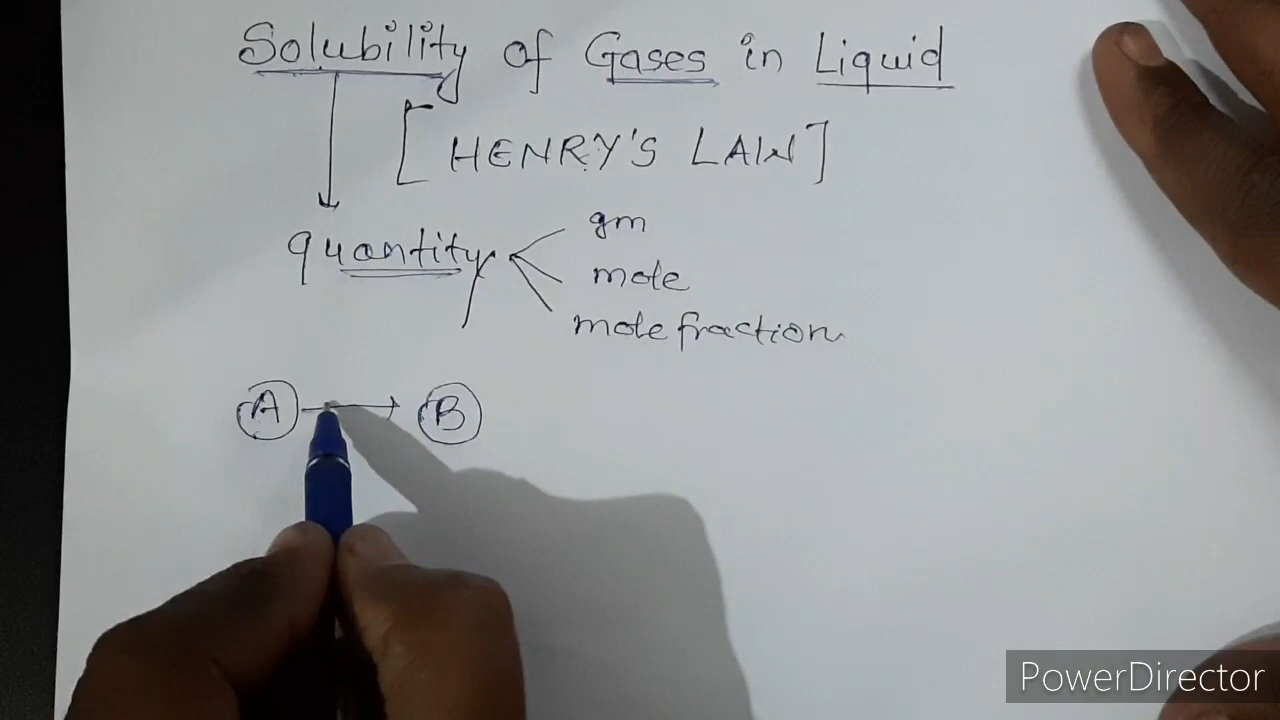 Solubility of Gases in Liquid
[HENRY'S LAW]
quantity
gm
mole
mole fraction
A → B
PowerDirector